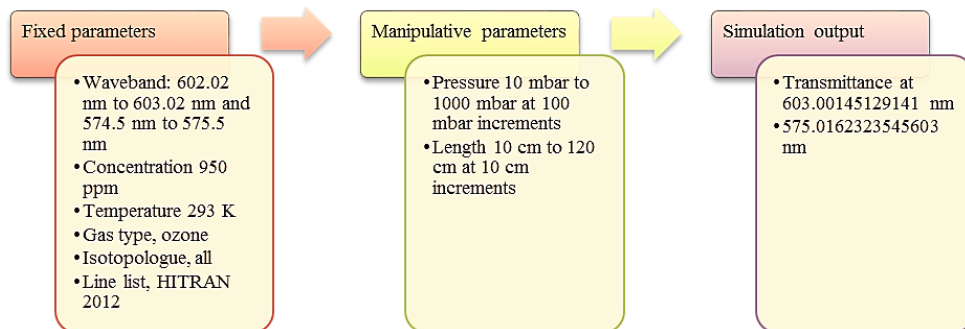 Fixed parameters
•Waveband: 602.02
nm to 603.02 nm and
574.5 nm to 575.5
nm
•Concentration 950
ppm
•Temperature 293 K
•Gas type, ozone
•Isotopologue, all
•Line list, HITRAN
2012
Manipulative parameters
•Pressure 10 mbar to
1000 mbar at 100
mbar increments
•Length 10 cm to 120
cm at 10 cm
increments
Simulation output
•Transmittance at
603.00145129141 nm
•575.0162323545603
nm